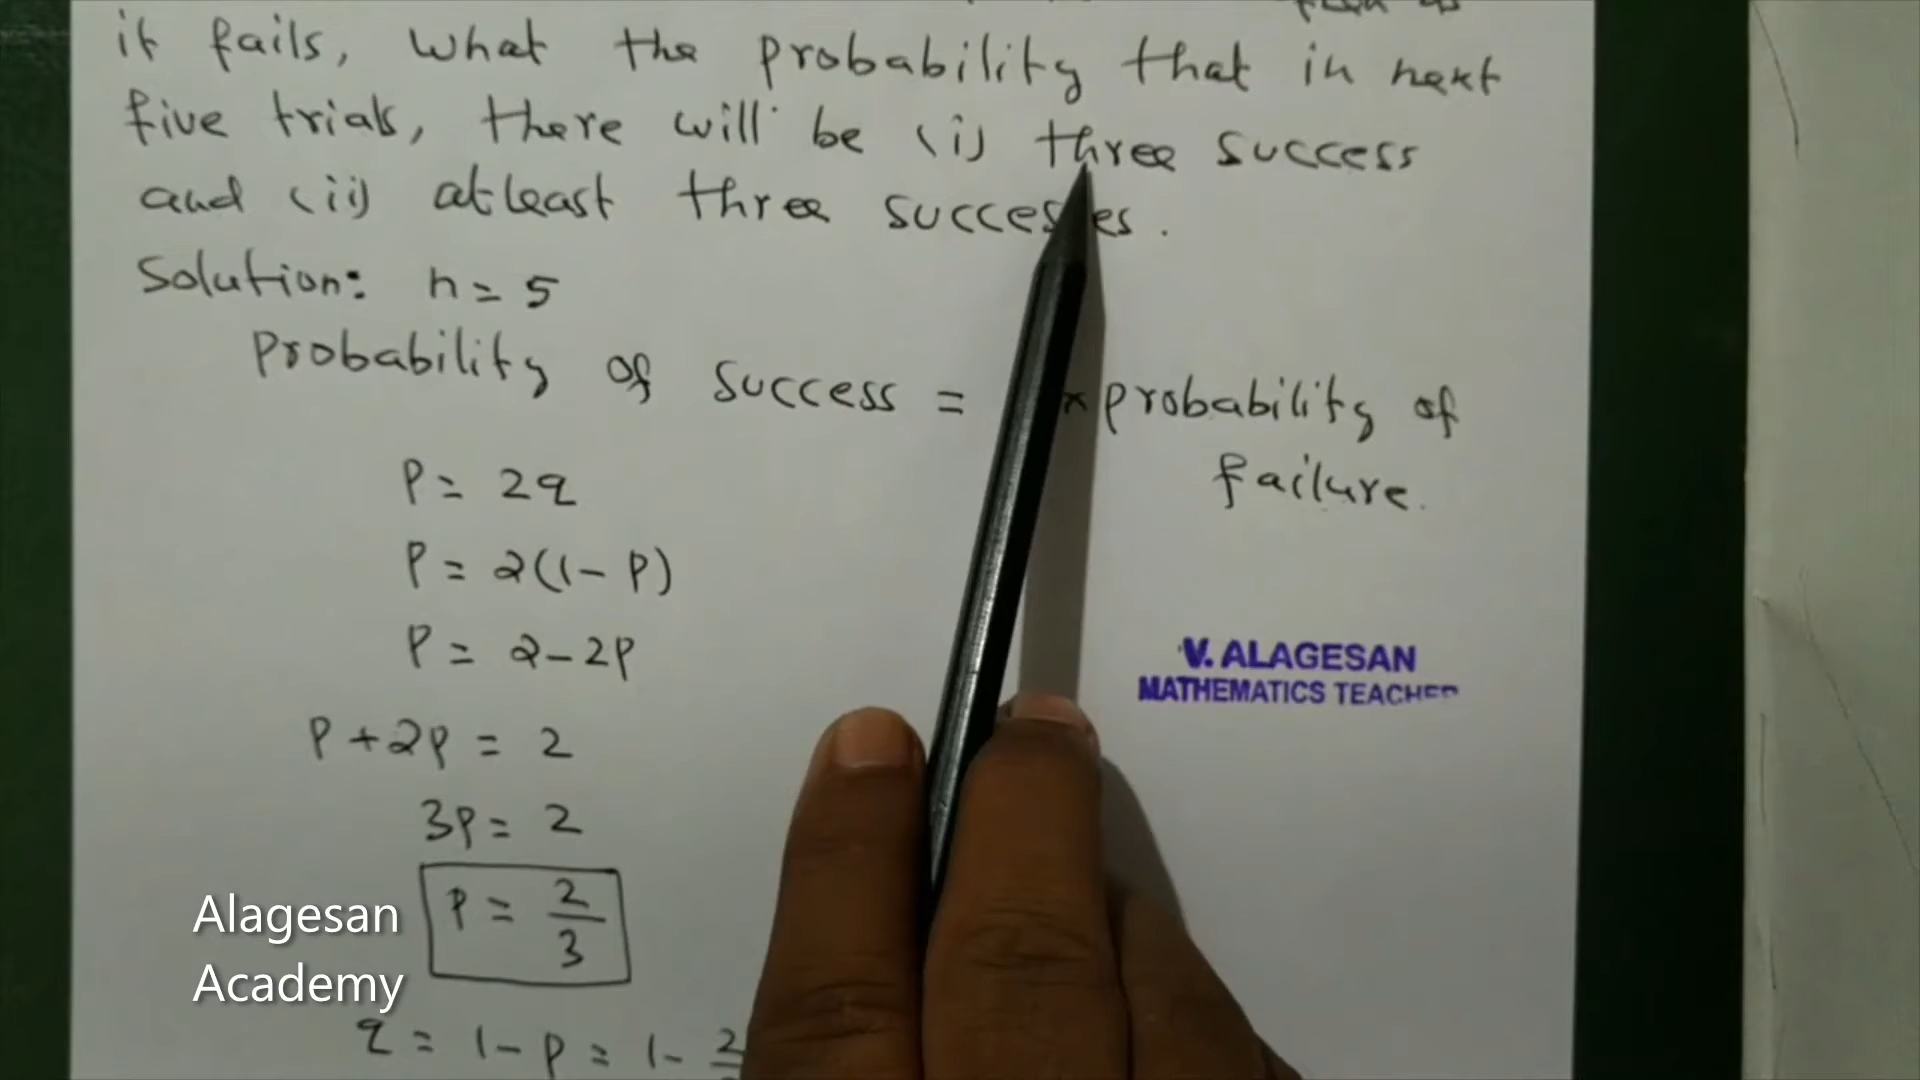 it fails, what the probability that in next
five trials, there will be (i) three success
and (ii) atleast three successes.
Solution: n = 5
Probability of success = × probability of
failure.
P = 2q
P = 2(1 - P)
P = 2 - 2P
P + 2P = 2
3P = 2
P = 2/3
q = 1 - P = 1 - 2
V. ALAGESAN
MATHEMATICS TEACHER
Alagesan
Academy